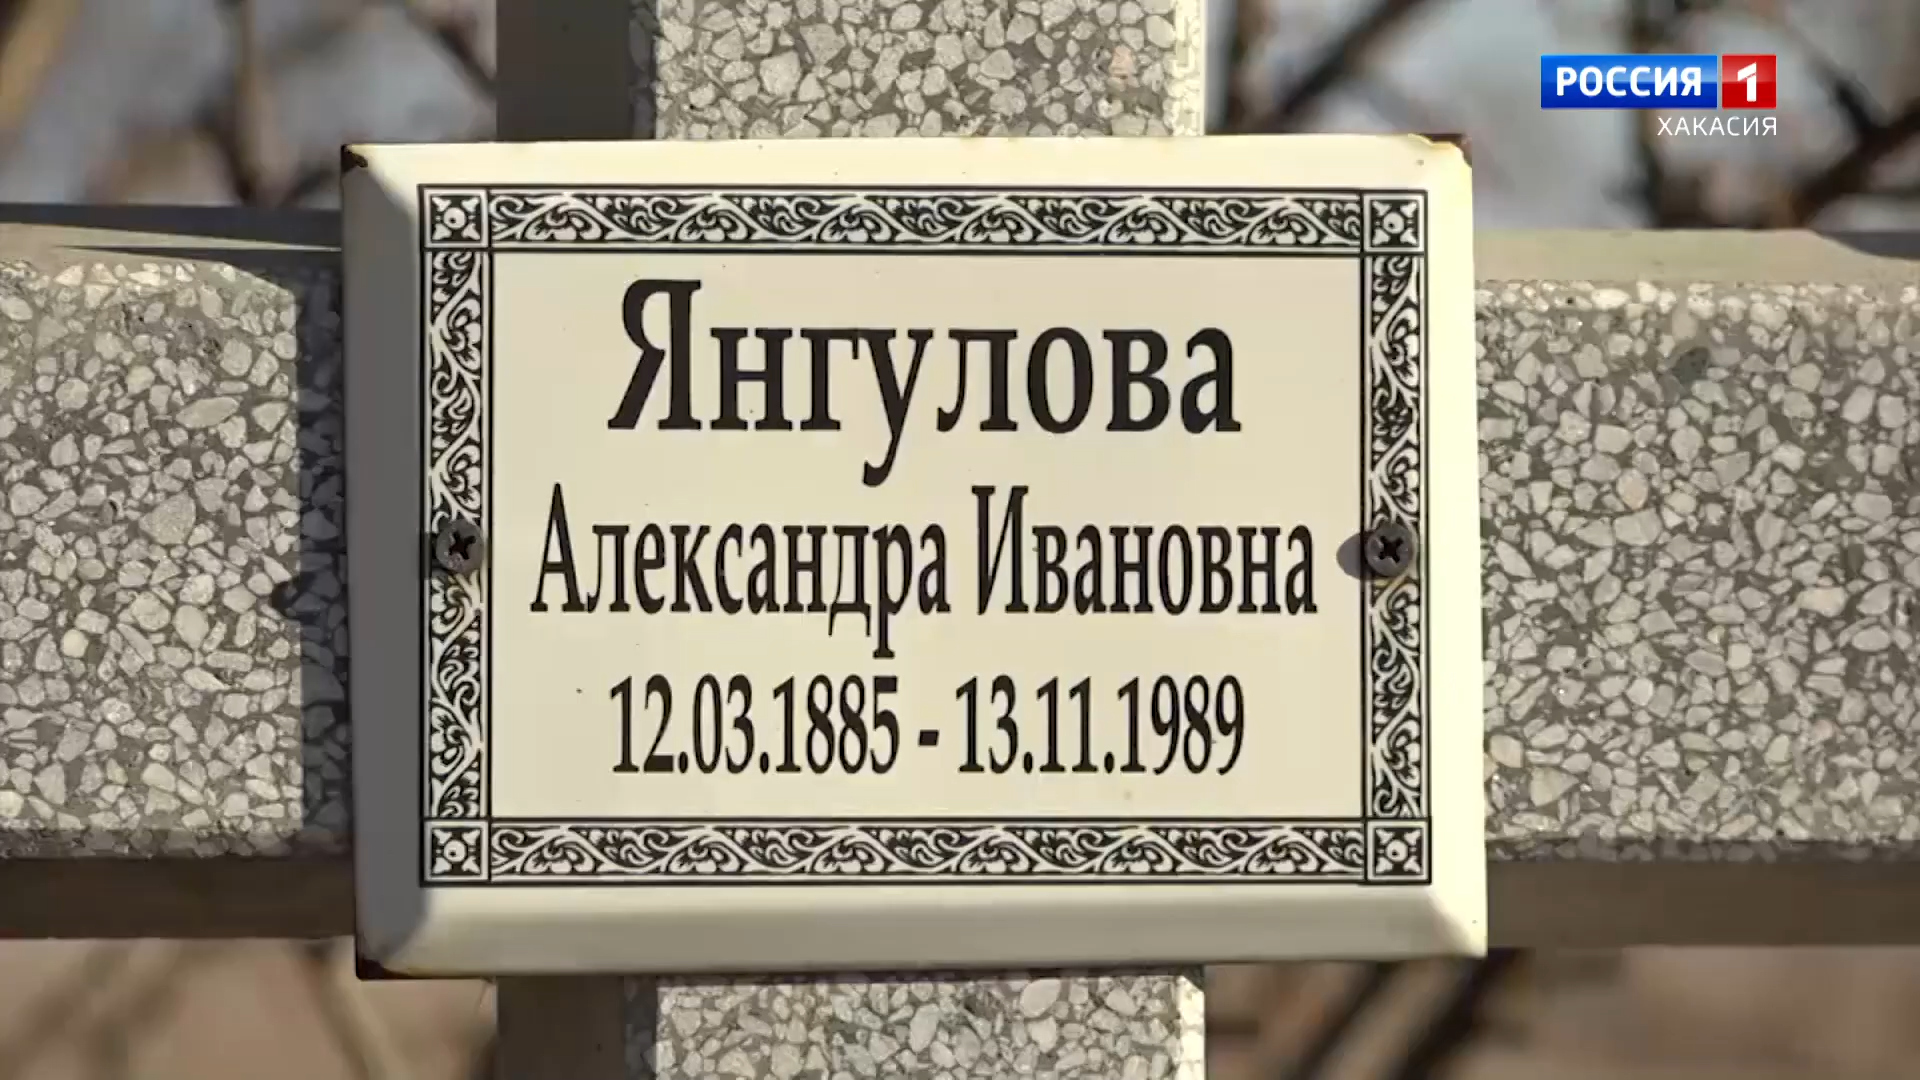 РОССИЯ 1
ХАКАСИЯ
Янгулова
Александра Ивановна
12.03.1885 - 13.11.1989